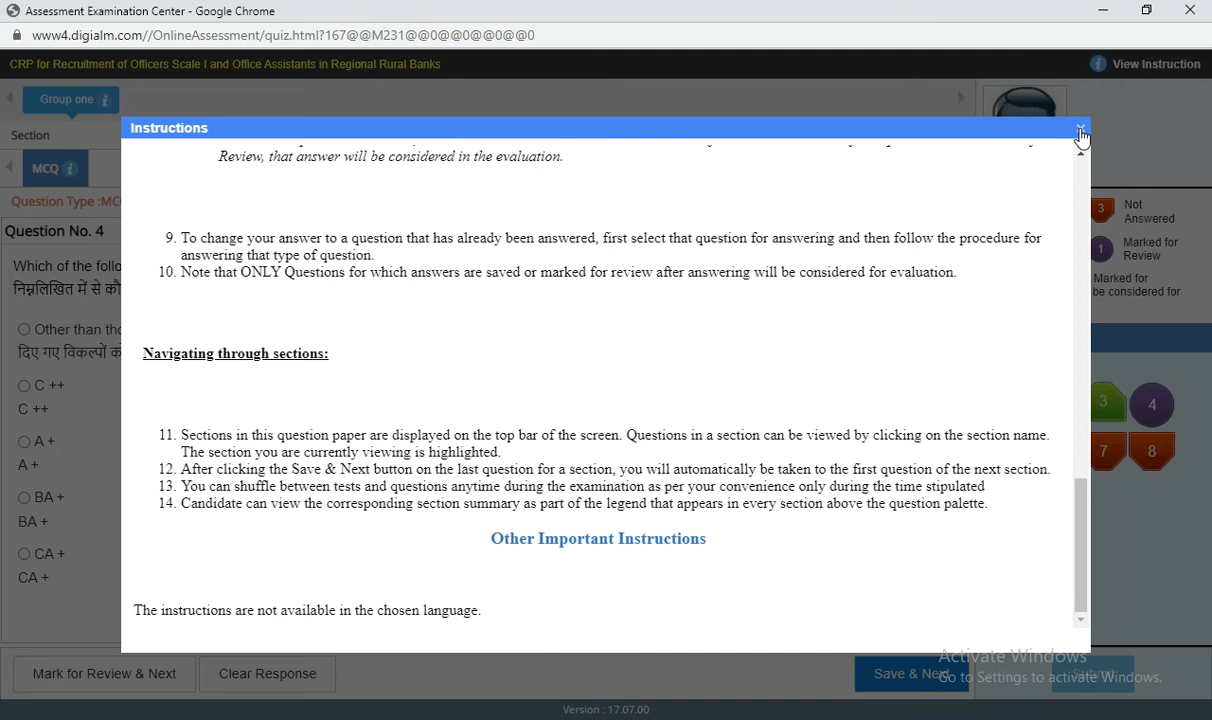 Assessment Examination Center - Google Chrome
www4.digialm.com//OnlineAssessment/quiz.html?167@@M231@@0@@0@@0@@0
CRP for Recruitment of Officers Scale I and Office Assistants in Regional Rural Banks
i View Instruction
Group one i
Section
Instructions
MCQ i
Question Type :MC
Question No. 4
Review, that answer will be considered in the evaluation.
9. To change your answer to a question that has already been answered, first select that question for answering and then follow the procedure for
answering that type of question.
10. Note that ONLY Questions for which answers are saved or marked for review after answering will be considered for evaluation.
Navigating through sections:
11. Sections in this question paper are displayed on the top bar of the screen. Questions in a section can be viewed by clicking on the section name.
The section you are currently viewing is highlighted.
12. After clicking the Save & Next button on the last question for a section, you will automatically be taken to the first question of the next section.
13. You can shuffle between tests and questions anytime during the examination as per your convenience only during the time stipulated
14. Candidate can view the corresponding section summary as part of the legend that appears in every section above the question palette.
Other Important Instructions
The instructions are not available in the chosen language.
Which of the follo
निम्नलिखित में से कौ
Other than tho
दिए गए विकल्पों क
C ++
C ++
A +
A +
BA +
BA +
CA +
CA +
3 Not
Answered
1 Marked for
Review
Marked for
be considered for
3 4
7 8
Mark for Review & Next
Clear Response
Save & Next
Submit
Activate Windows
Go to Settings to activate Windows.
Version : 17.07.00